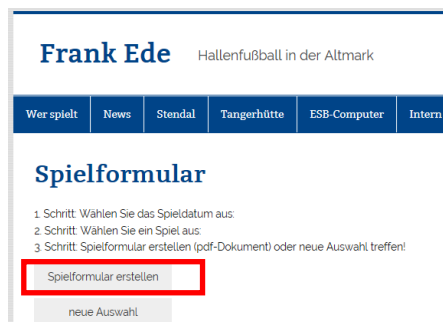 Frank Ede Hallenfußball in der Altmark
Wer spielt News Stendal Tangerhütte ESB-Computer Intern
Spielformular
1. Schritt: Wählen Sie das Spieldatum aus:
2. Schritt: Wählen Sie ein Spiel aus:
3. Schritt: Spielformular erstellen (pdf-Dokument) oder neue Auswahl treffen!
Spielformular erstellen
neue Auswahl